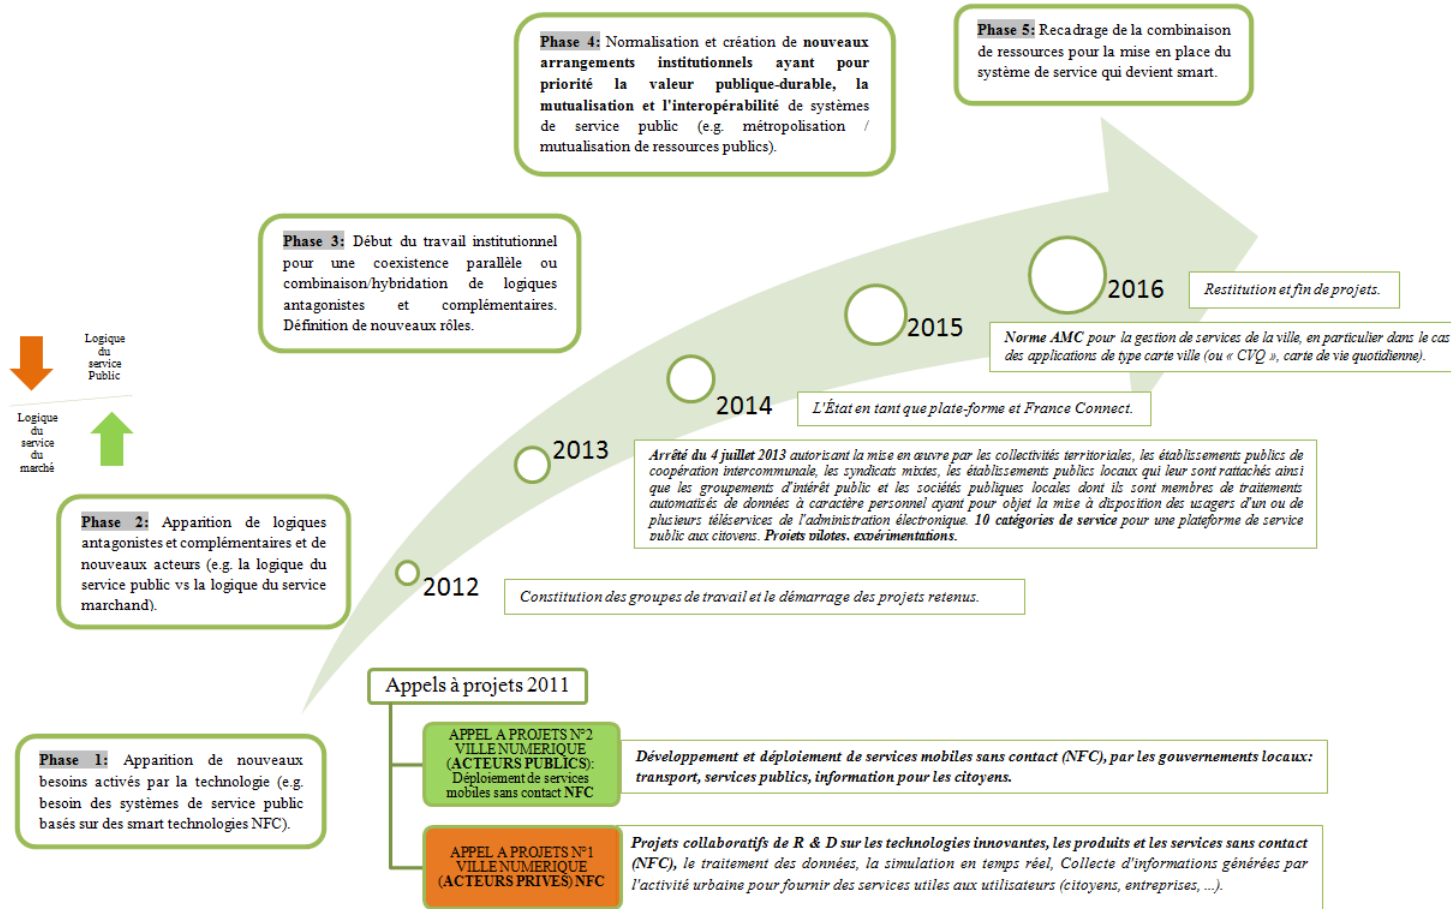 Phase 4: Normalisation et création de nouveaux
arrangements institutionnels ayant pour
priorité la valeur publique-durable, la
mutualisation et l'interopérabilité de systèmes
de service public (e.g. métropolisation /
mutualisation de ressources publics).
Phase 5: Recadrage de la combinaison
de ressources pour la mise en place du
système de service qui devient smart.
Phase 3: Début du travail institutionnel
pour une coexistence parallèle ou
combinaison/hybridation de logiques
antagonistes et complémentaires.
Définition de nouveaux rôles.
2016
Restitution et fin de projets.
2015
Norme AMC pour la gestion de services de la ville, en particulier dans le cas
des applications de type carte ville (ou « CVQ », carte de vie quotidienne).
Logique
du
service
Public
Logique
du
service
du
marché
2014
L'État en tant que plate-forme et France Connect.
2013
Arrêté du 4 juillet 2013 autorisant la mise en œuvre par les collectivités territoriales, les établissements publics de
coopération intercommunale, les syndicats mixtes, les établissements publics locaux qui leur sont rattachés ainsi
que les groupements d'intérêt public et les sociétés publiques locales dont ils sont membres de traitements
automatisés de données à caractère personnel ayant pour objet la mise à disposition des usagers d'un ou de
plusieurs téléservices de l'administration électronique. 10 catégories de service pour une plateforme de service
public aux citoyens. Projets pilotes, expérimentations.
Phase 2: Apparition de logiques
antagonistes et complémentaires et de
nouveaux acteurs (e.g. la logique du
service public vs la logique du service
marchand).
2012
Constitution des groupes de travail et le démarrage des projets retenus.
Appels à projets 2011
Phase 1: Apparition de nouveaux
besoins activés par la technologie (e.g.
besoin des systèmes de service public
basés sur des smart technologies NFC).
APPEL A PROJETS N°2
VILLE NUMERIQUE
(ACTEURS PUBLICS):
Déploiement de services
mobiles sans contact NFC
Développement et déploiement de services mobiles sans contact (NFC), par les gouvernements locaux:
transport, services publics, information pour les citoyens.
APPEL A PROJETS N°1
VILLE NUMERIQUE
(ACTEURS PRIVES) NFC
Projets collaboratifs de R & D sur les technologies innovantes, les produits et les services sans contact
(NFC), le traitement des données, la simulation en temps réel, Collecte d'informations générées par
l'activité urbaine pour fournir des services utiles aux utilisateurs (citoyens, entreprises, ...).